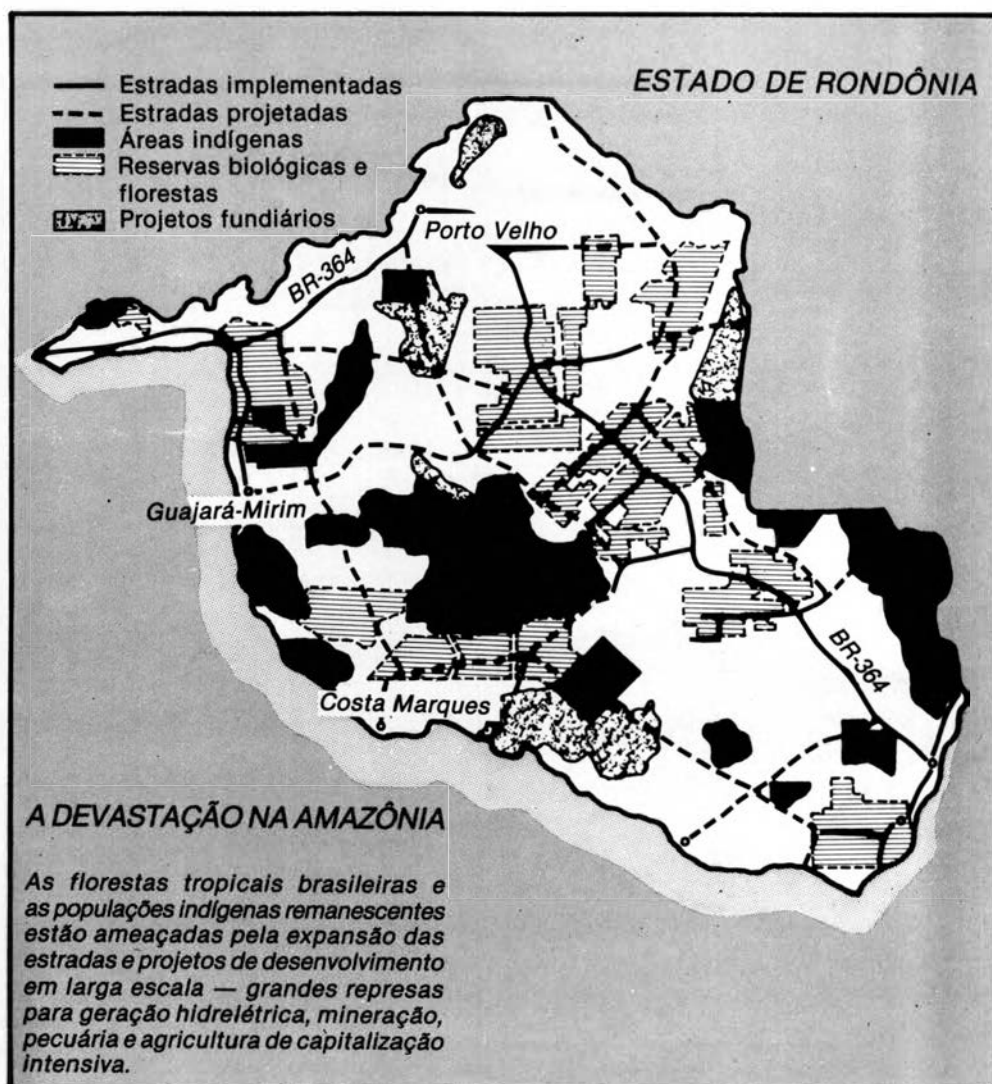 ESTADO DE RONDÔNIA
Estradas implementadas
Estradas projetadas
Áreas indígenas
Reservas biológicas e
florestas
Projetos fundiários
Porto Velho
BR-364
Guajará-Mirim
BR-364
Costa Marques
A DEVASTAÇÃO NA AMAZÔNIA
As florestas tropicais brasileiras e
as populações indígenas remanescentes
estão ameaçadas pela expansão das
estradas e projetos de desenvolvimento
em larga escala — grandes represas
para geração hidrelétrica, mineração,
pecuária e agricultura de capitalização
intensiva.